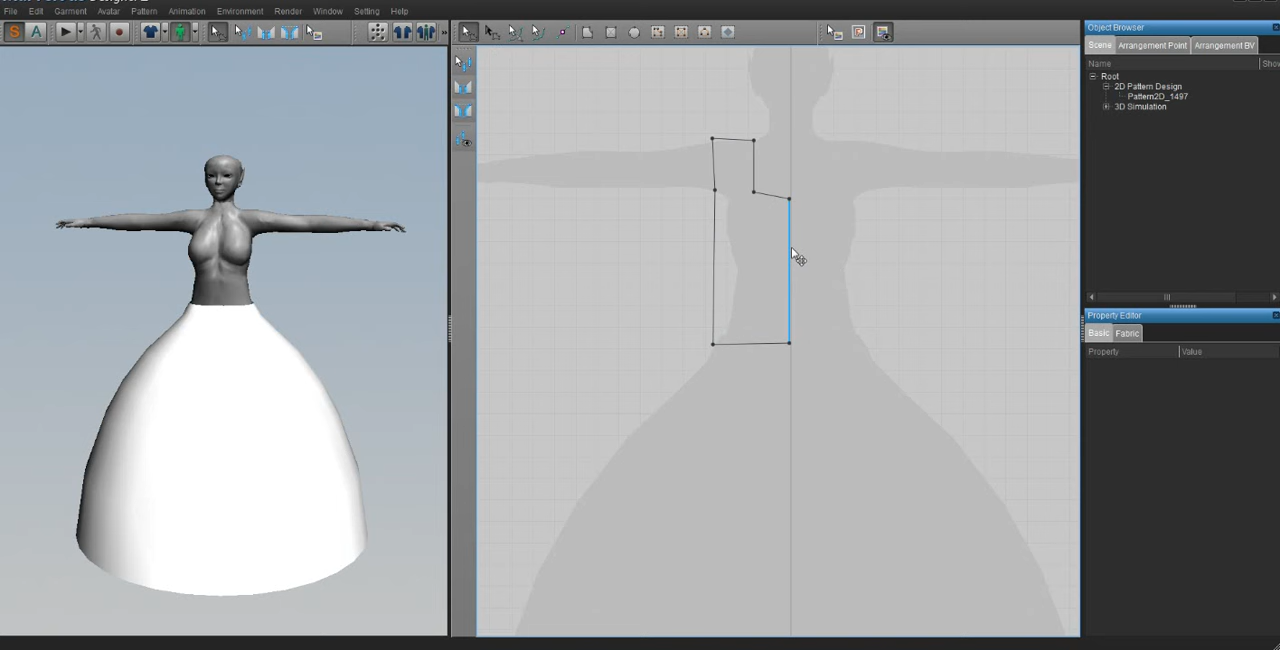 File Edit Garment Avatar Pattern Animation Environment Render Window Setting Help
S A
Object Browser
Scene Arrangement Point Arrangement BV
Name Show
Root
2D Pattern Design
Pattern2D_1497
3D Simulation
Property Editor
Basic Fabric
Property Value